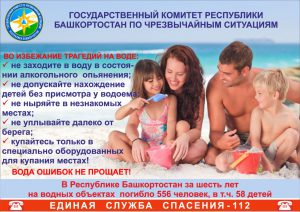 ГОСУДАРСТВЕННЫЙ КОМИТЕТ РЕСПУБЛИКИ
БАШКОРТОСТАН ПО ЧРЕЗВЫЧАЙНЫМ СИТУАЦИЯМ
ВО ИЗБЕЖАНИЕ ТРАГЕДИЙ НА ВОДЕ:
✓ не заходите в воду в состоя-
нии алкогольного опьянения;
✓ не допускайте нахождение
детей без присмотра у водоема;
✓ не ныряйте в незнакомых
местах;
✓ не уплывайте далеко от
берега;
✓ купайтесь только в
специально оборудованных
для купания местах!
ВОДА ОШИБОК НЕ ПРОЩАЕТ!
В Республике Башкортостан за шесть лет
на водных объектах погибло 556 человек, в т.ч. 58 детей
ЕДИНАЯ СЛУЖБА СПАСЕНИЯ-112